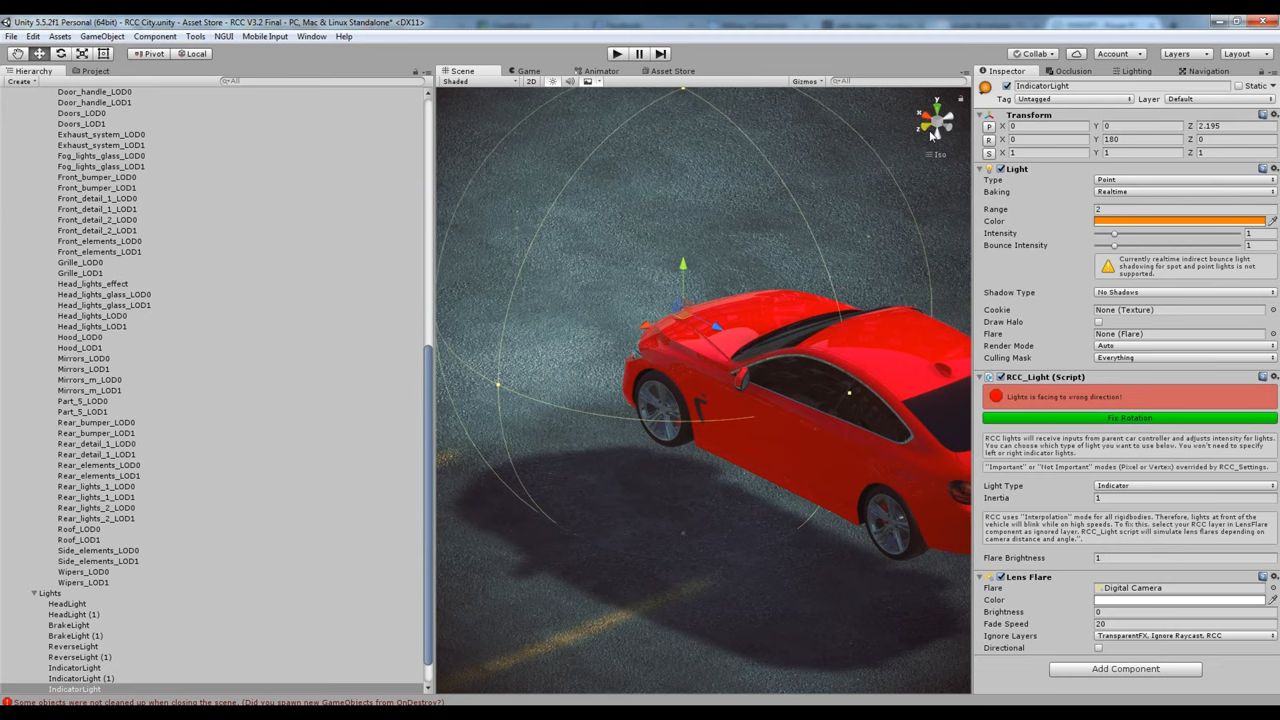 Unity 5.5.2f1 Personal (64bit) - RCC City.unity - Asset Store - RCC V3.2 Final - PC, Mac & Linux Standalone* <DX11>
File Edit Assets GameObject Component Tools NGUI Mobile Input Window Help
Pivot Local Collab Account Layers Layout
Hierarchy Project Scene Game Animator Asset Store Inspector Occlusion Lighting Navigation
Create All Shaded 2D Gizmos All
Door_handle_LOD0
Door_handle_LOD1
Doors_LOD0
Doors_LOD1
Exhaust_system_LOD0
Exhaust_system_LOD1
Fog_lights_glass_LOD0
Fog_lights_glass_LOD1
Front_bumper_LOD0
Front_bumper_LOD1
Front_detail_1_LOD0
Front_detail_1_LOD1
Front_detail_2_LOD0
Front_detail_2_LOD1
Front_elements_LOD0
Front_elements_LOD1
Grille_LOD0
Grille_LOD1
Head_lights_effect
Head_lights_glass_LOD0
Head_lights_glass_LOD1
Head_lights_LOD0
Head_lights_LOD1
Hood_LOD0
Hood_LOD1
Mirrors_LOD0
Mirrors_LOD1
Mirrors_m_LOD0
Mirrors_m_LOD1
Part_5_LOD0
Part_5_LOD1
Rear_bumper_LOD0
Rear_bumper_LOD1
Rear_detail_1_LOD0
Rear_detail_1_LOD1
Rear_elements_LOD0
Rear_elements_LOD1
Rear_lights_1_LOD0
Rear_lights_1_LOD1
Rear_lights_2_LOD0
Rear_lights_2_LOD1
Roof_LOD0
Roof_LOD1
Side_elements_LOD0
Side_elements_LOD1
Wipers_LOD0
Wipers_LOD1
Lights
HeadLight
HeadLight (1)
BrakeLight
BrakeLight (1)
ReverseLight
ReverseLight (1)
IndicatorLight
IndicatorLight (1)
IndicatorLight
y
x
z
Iso
IndicatorLight Static
Tag Untagged Layer Default
Transform
P X 0 Y 0 Z 2.195
R X 0 Y 180 Z 0
S X 1 Y 1 Z 1
Light
Type Point
Baking Realtime
Range 2
Color
Intensity 1
Bounce Intensity 1
Currently realtime indirect bounce light
shadowing for spot and point lights is not
supported.
Shadow Type No Shadows
Cookie None (Texture)
Draw Halo
Flare None (Flare)
Render Mode Auto
Culling Mask Everything
RCC_Light (Script)
Lights is facing to wrong direction!
Fix Rotation
RCC lights will receive inputs from parent car controller and adjusts intensity for lights.
You can choose which type of light to use below. You won't need to specify
left or right indicator lights.
"Important" or "Not Important" modes (Pixel or Vertex) overrided by RCC_Settings.
Light Type Indicator
Inertia 1
RCC uses "Interpolation" mode for all rigidbodies. Therefore, lights at front of the
vehicle will blink while on high speeds. To fix this, select your RCC layer in LensFlare
component as ignored layer. RCC_Light script will simulate lens flares depending on
camera distance and angle.".
Flare Brightness 1
Lens Flare
Flare Digital Camera
Color
Brightness 0
Fade Speed 20
Ignore Layers TransparentFX, Ignore Raycast, RCC
Directional
Add Component
Some objects were not cleaned up when closing the scene. (Did you spawn new GameObjects from OnDestroy?)